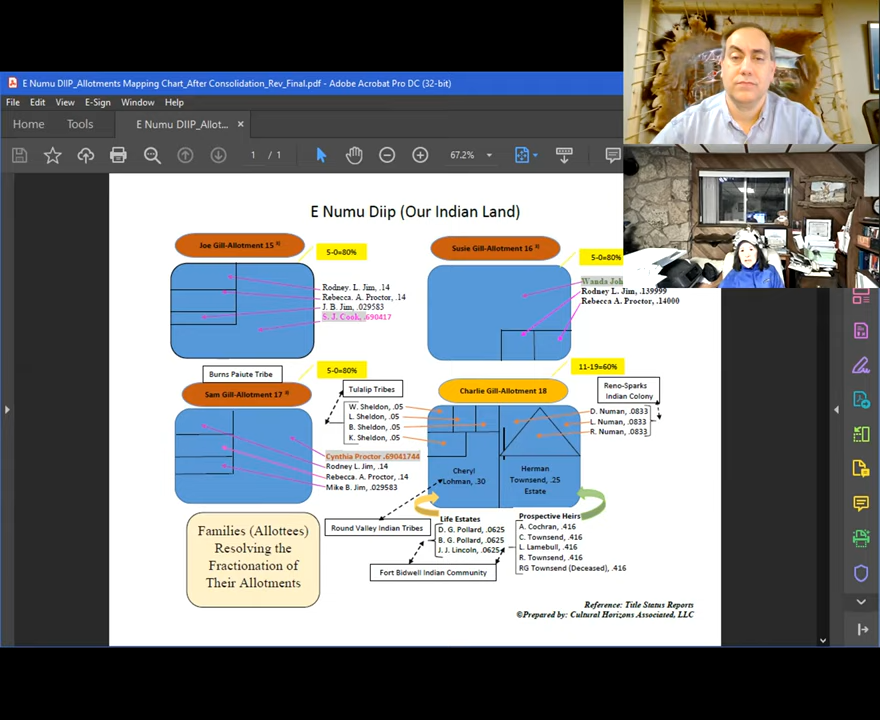 E Numu DIIP_Allotments Mapping Chart_After Consolidation_Rev_Final.pdf - Adobe Acrobat Pro DC (32-bit)
File Edit View E-Sign Window Help
Home Tools E Numu DIIP_Allot... ×
1 / 1 67.2%
E Numu Diip (Our Indian Land)
Joe Gill-Allotment 15
5-0=80%
Rodney. L. Jim, .14
Rebecca. A. Proctor, .14
J. B. Jim, .029583
S. J. Cook, .690417
Susie Gill-Allotment 16
5-0=80%
Wanda Joh
Rodney L. Jim, .139999
Rebecca A. Proctor, .14000
Burns Paiute Tribe
Sam Gill-Allotment 17
5-0=80%
Cynthia Proctor .69041744
Rodney L. Jim, .14
Rebecca. A. Proctor, .14
Mike B. Jim, .029583
Tulalip Tribes
W. Sheldon, .05
L. Sheldon, .05
B. Sheldon, .05
K. Sheldon, .05
Charlie Gill-Allotment 18
11-19=60%
Reno-Sparks
Indian Colony
D. Numan, .0833
L. Numan, .0833
R. Numan, .0833
Cheryl
Lohman, .30
Herman
Townsend, .25
Estate
Families (Allotees)
Resolving the
Fractionation of
Their Allotments
Round Valley Indian Tribes
Life Estates
D. G. Pollard, .0625
B. G. Pollard, .0625
J. J. Lincoln, .0625
Fort Bidwell Indian Community
Prospective Heirs
A. Cochran, .416
C. Townsend, .416
L. Lamebull, .416
R. Townsend, .416
RG Townsend (Deceased), .416
Reference: Title Status Reports
©Prepared by: Cultural Horizons Associated, LLC